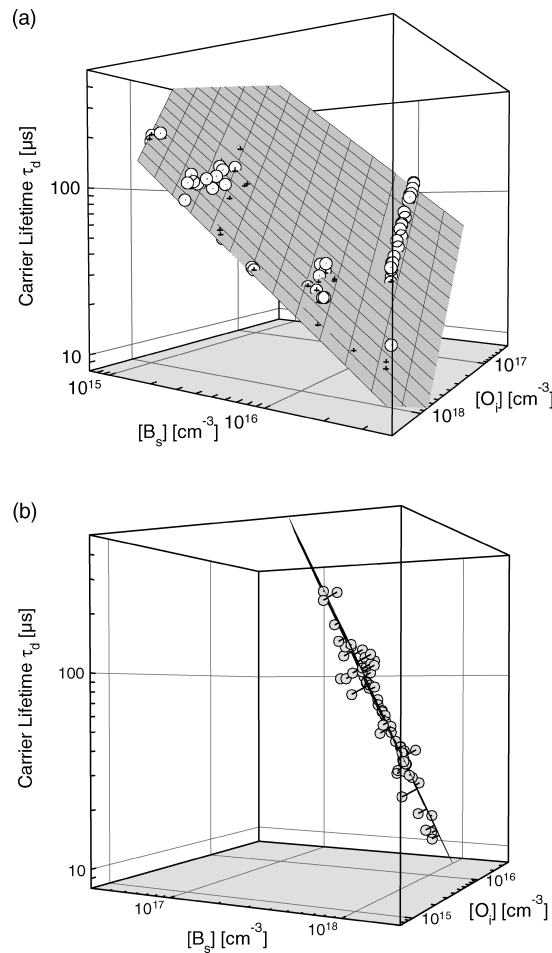 (a)
Carrier Lifetime τd [µs]
100
10
10^15
10^16
[Bs] [cm^-3]
10^17
10^18
[Oi] [cm^-3]
(b)
Carrier Lifetime τd [µs]
100
10
10^17
10^18
[Bs] [cm^-3]
10^16
10^15
[Oi] [cm^-3]